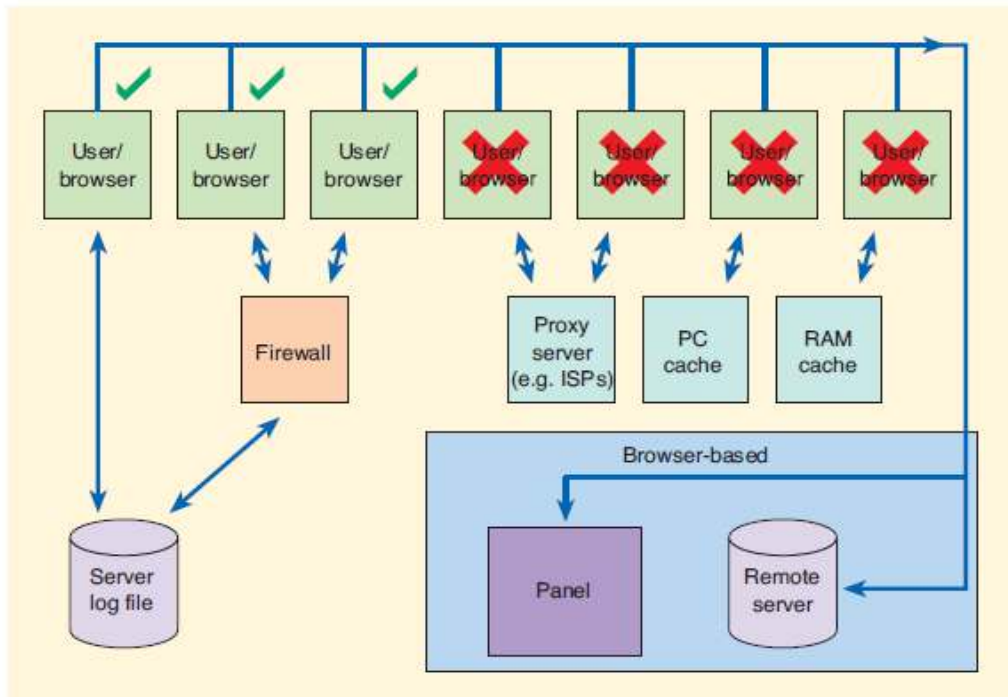 User/
browser
User/
browser
User/
browser
User/
browser
User/
browser
User/
browser
User/
browser
Firewall
Proxy
server
(e.g. ISPs)
PC
cache
RAM
cache
Browser-based
Server
log file
Panel
Remote
server